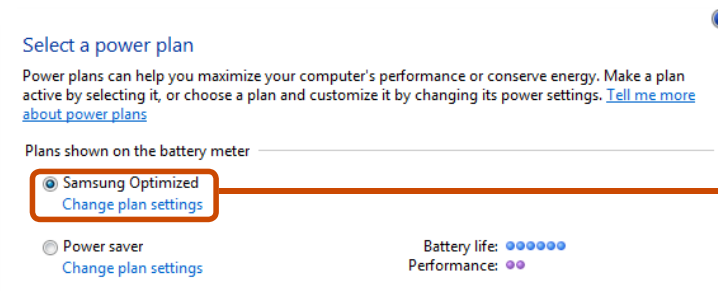 Select a power plan
Power plans can help you maximize your computer's performance or conserve energy. Make a plan
active by selecting it, or choose a plan and customize it by changing its power settings. Tell me more
about power plans
Plans shown on the battery meter
Samsung Optimized
Change plan settings
Power saver Battery life:
Change plan settings Performance: